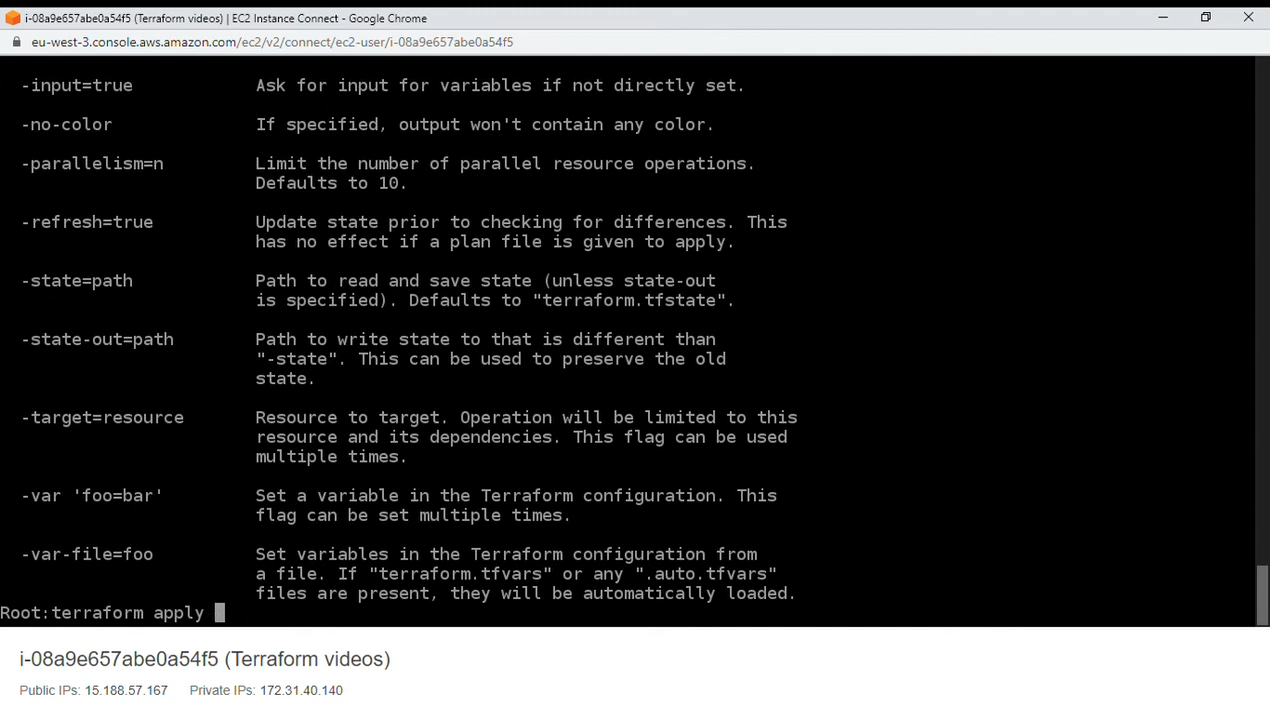 i-08a9e657abe0a54f5 (Terraform videos) | EC2 Instance Connect - Google Chrome
eu-west-3.console.aws.amazon.com/ec2/v2/connect/ec2-user/i-08a9e657abe0a54f5
-input=true Ask for input for variables if not directly set.
-no-color If specified, output won't contain any color.
-parallelism=n Limit the number of parallel resource operations.
Defaults to 10.
-refresh=true Update state prior to checking for differences. This
has no effect if a plan file is given to apply.
-state=path Path to read and save state (unless state-out
is specified). Defaults to "terraform.tfstate".
-state-out=path Path to write state to that is different than
"-state". This can be used to preserve the old
state.
-target=resource Resource to target. Operation will be limited to this
resource and its dependencies. This flag can be used
multiple times.
-var 'foo=bar' Set a variable in the Terraform configuration. This
flag can be set multiple times.
-var-file=foo Set variables in the Terraform configuration from
a file. If "terraform.tfvars" or any ".auto.tfvars"
files are present, they will be automatically loaded.
Root:terraform apply
i-08a9e657abe0a54f5 (Terraform videos)
Public IPs: 15.188.57.167 Private IPs: 172.31.40.140